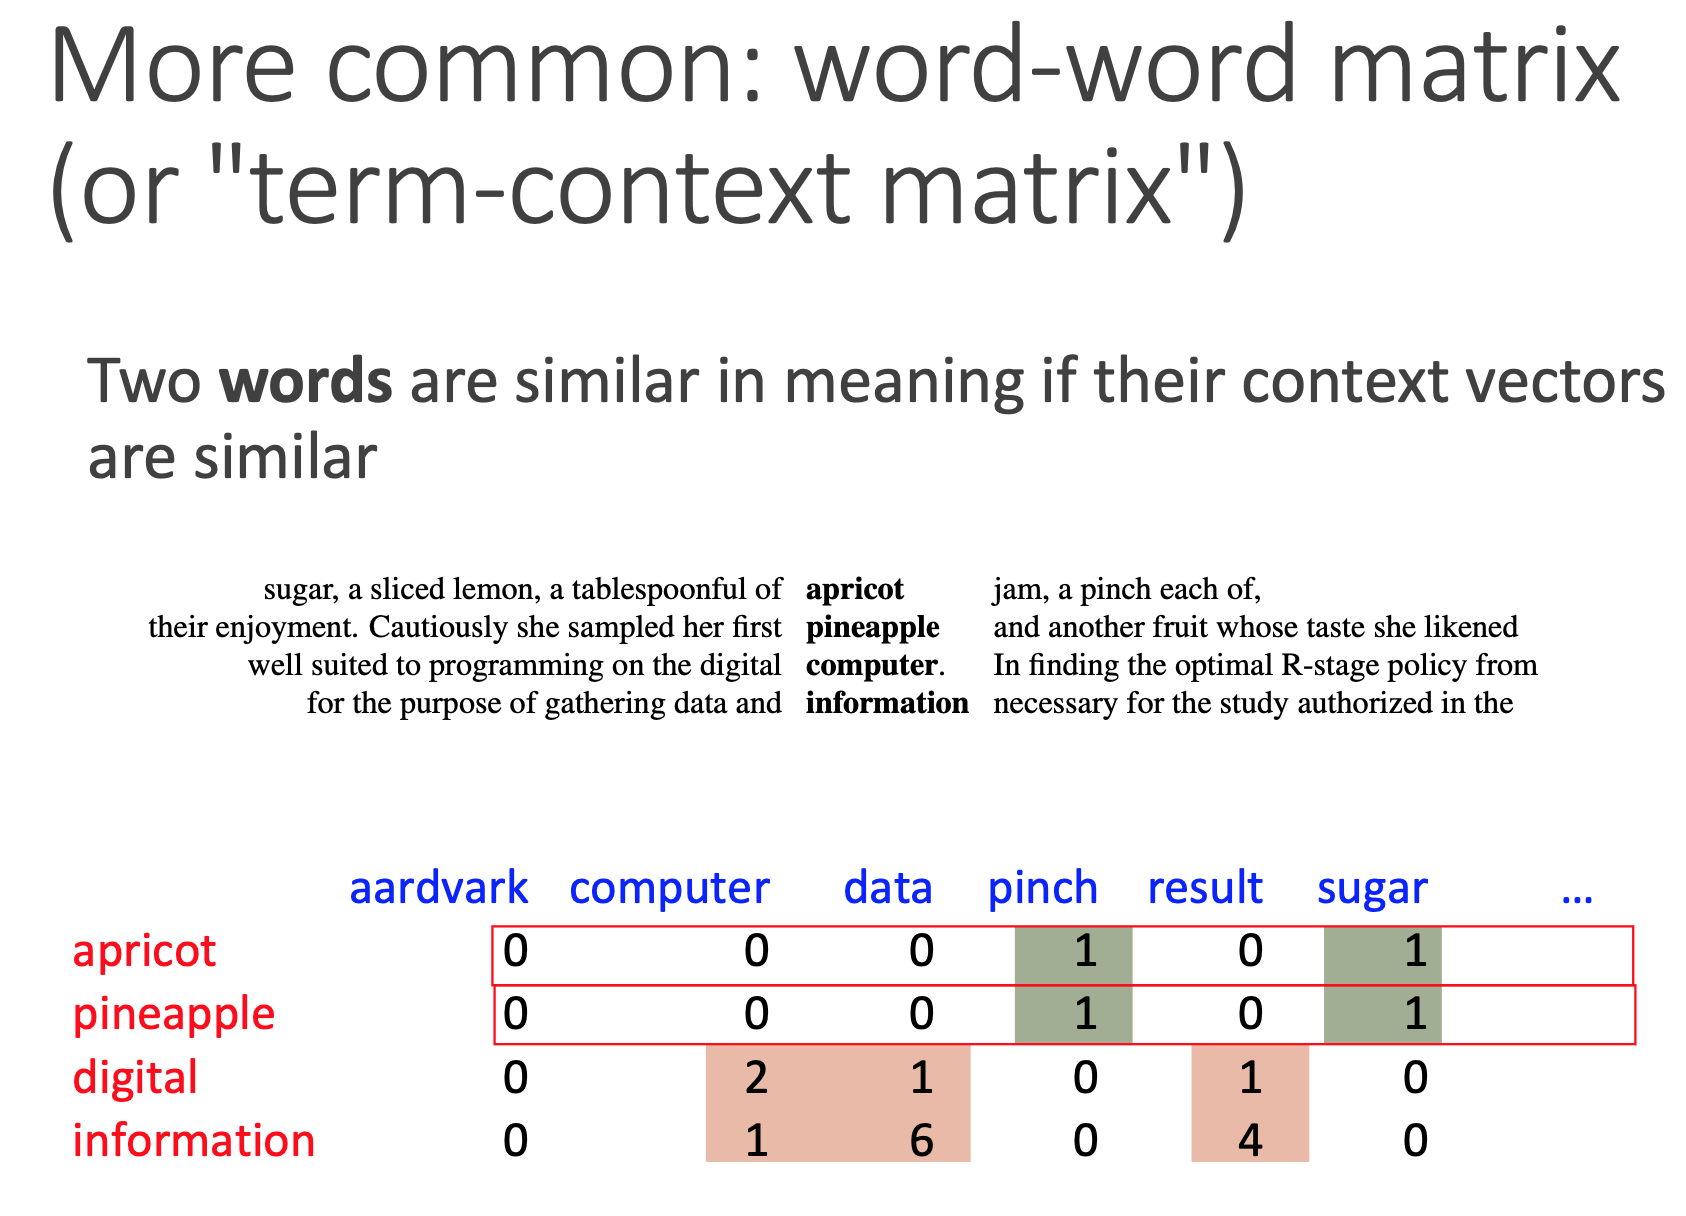 More common: word-word matrix
(or "term-context matrix")
Two words are similar in meaning if their context vectors
are similar
sugar, a sliced lemon, a tablespoonful of apricot jam, a pinch each of,
their enjoyment. Cautiously she sampled her first pineapple and another fruit whose taste she likened
well suited to programming on the digital computer. In finding the optimal R-stage policy from
for the purpose of gathering data and information necessary for the study authorized in the
aardvark computer data pinch result sugar ...
apricot 0 0 0 1 0 1
pineapple 0 0 0 1 0 1
digital 0 2 1 0 1 0
information 0 1 6 0 4 0